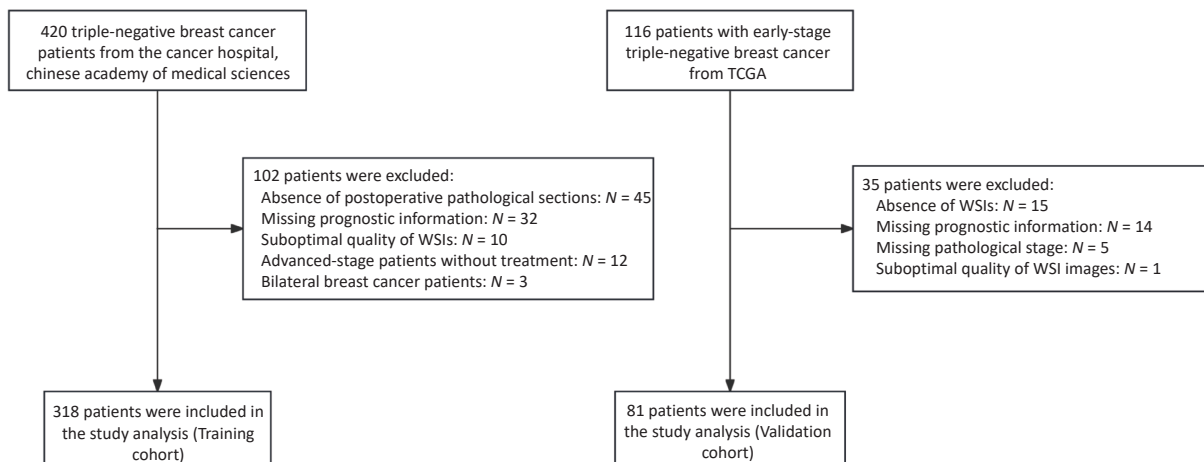 420 triple-negative breast cancer
patients from the cancer hospital,
chinese academy of medical sciences
102 patients were excluded:
Absence of postoperative pathological sections: N = 45
Missing prognostic information: N = 32
Suboptimal quality of WSIs: N = 10
Advanced-stage patients without treatment: N = 12
Bilateral breast cancer patients: N = 3
318 patients were included in
the study analysis (Training
cohort)
116 patients with early-stage
triple-negative breast cancer
from TCGA
35 patients were excluded:
Absence of WSIs: N = 15
Missing prognostic information: N = 14
Missing pathological stage: N = 5
Suboptimal quality of WSI images: N = 1
81 patients were included in
the study analysis (Validation
cohort)